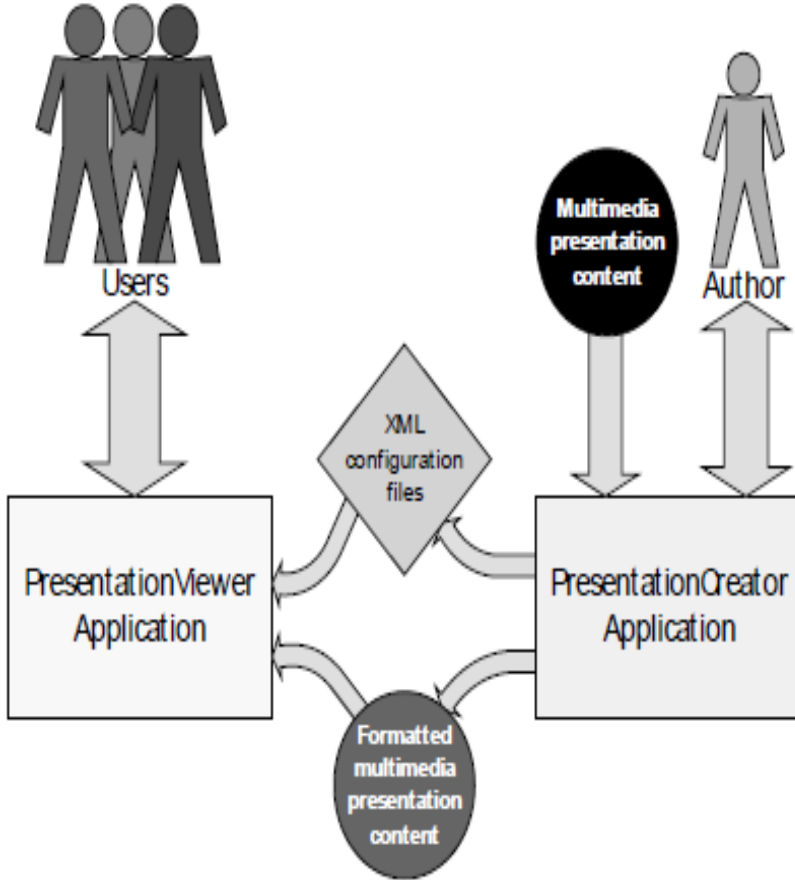 Users
Multimedia
presentation
content
Author
XML
configuration
files
PresentationViewer
Application
PresentationCreator
Application
Formatted
multimedia
presentation
content